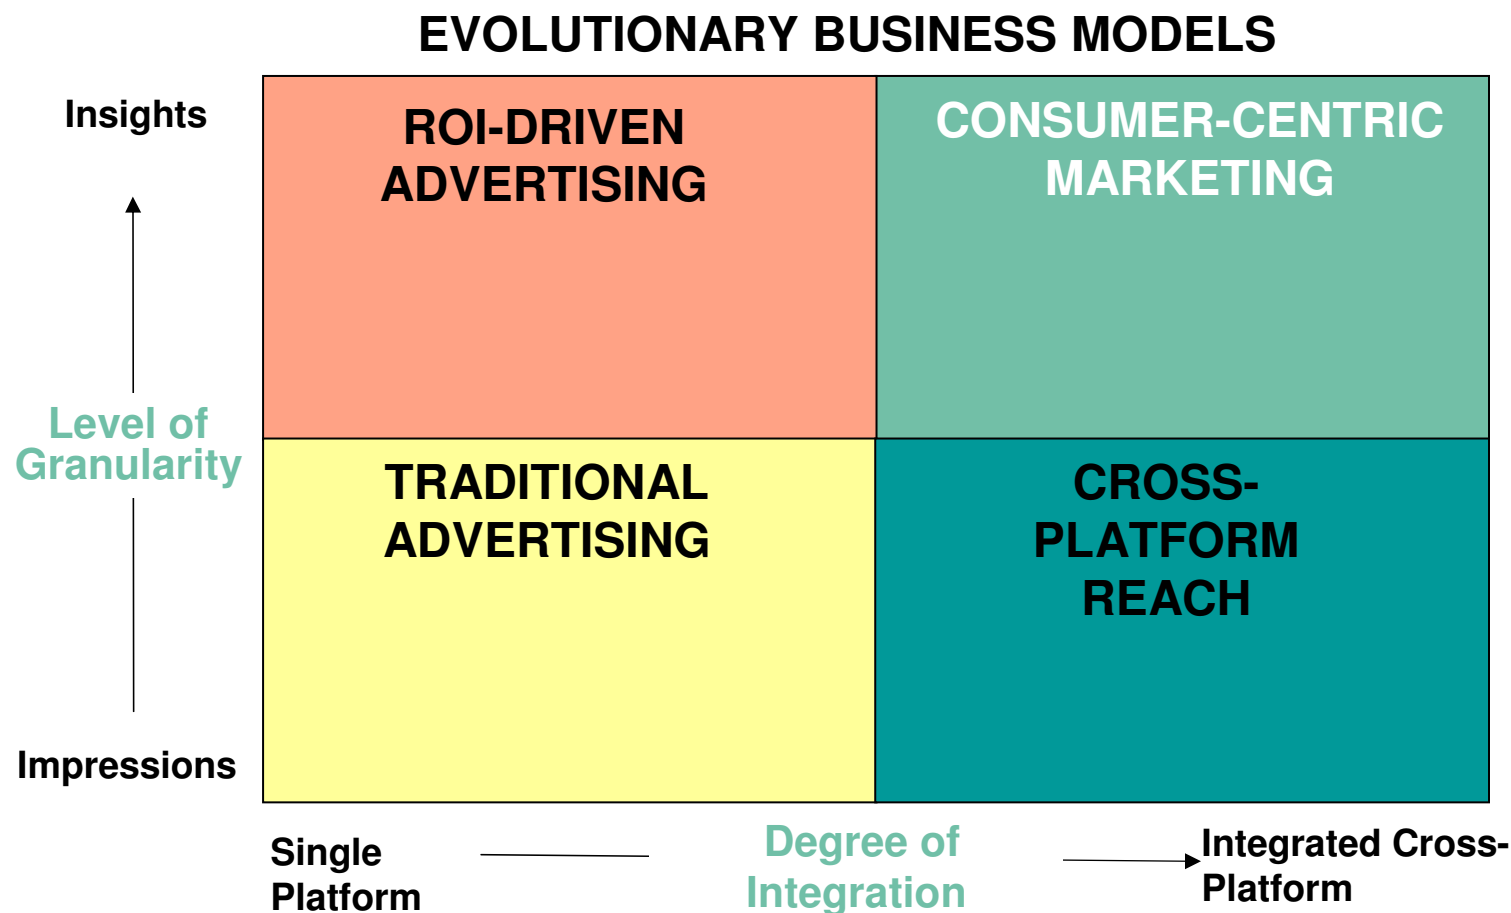 EVOLUTIONARY BUSINESS MODELS
Insights
ROI-DRIVEN
ADVERTISING
CONSUMER-CENTRIC
MARKETING
Level of
Granularity
TRADITIONAL
ADVERTISING
CROSS-
PLATFORM
REACH
Impressions
Single
Platform
Degree of
Integration
Integrated Cross-
Platform